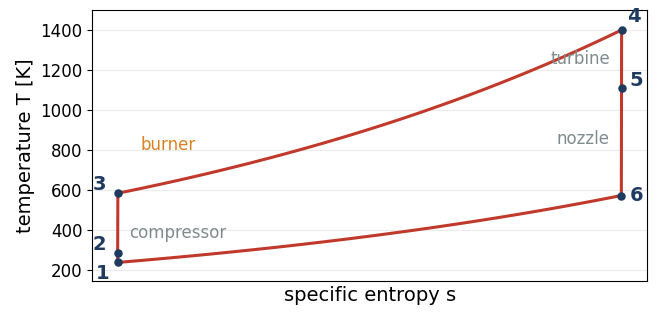 temperature T [K]
1400
1200
1000
800
600
400
200
4
turbine
5
burner
nozzle
3
6
compressor
2
1
specific entropy s